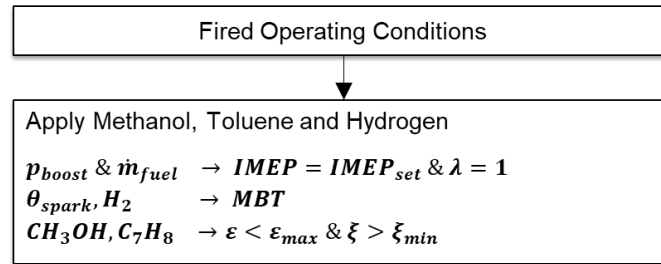 Fired Operating Conditions
Apply Methanol, Toluene and Hydrogen
p_boost & ṁ_fuel → IMEP = IMEP_set & λ = 1
θ_spark, H_2 → MBT
CH_3OH, C_7H_8 → ε < ε_max & ξ > ξ_min